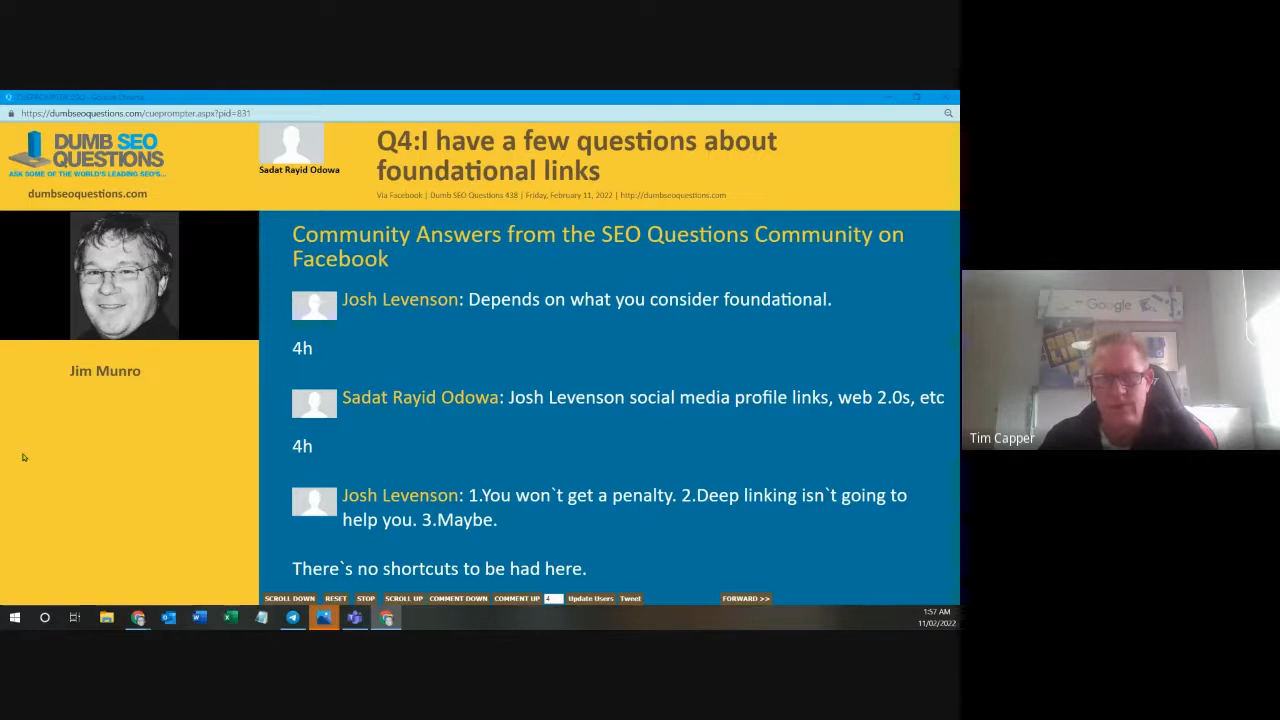 https://dumbseoquestions.com/cueprompter.aspx?pid=831
DUMB SEO
QUESTIONS
ASK SOME OF THE WORLD'S LEADING SEO'S...
dumbseoquestions.com
Sadat Rayid Odowa
Q4:I have a few questions about
foundational links
Via Facebook | Dumb SEO Questions 438 | Friday, February 11, 2022 | http://dumbseoquestions.com
Jim Munro
Community Answers from the SEO Questions Community on
Facebook
Josh Levenson: Depends on what you consider foundational.
4h
Sadat Rayid Odowa: Josh Levenson social media profile links, web 2.0s, etc
4h
Josh Levenson: 1.You won`t get a penalty. 2.Deep linking isn`t going to
help you. 3.Maybe.
There`s no shortcuts to be had here.
SCROLL DOWN RESET STOP SCROLL UP COMMENT DOWN COMMENT UP 4 Update Users Tweet FORWARD >>
1:57 AM
11/02/2022
Google
Tim Capper